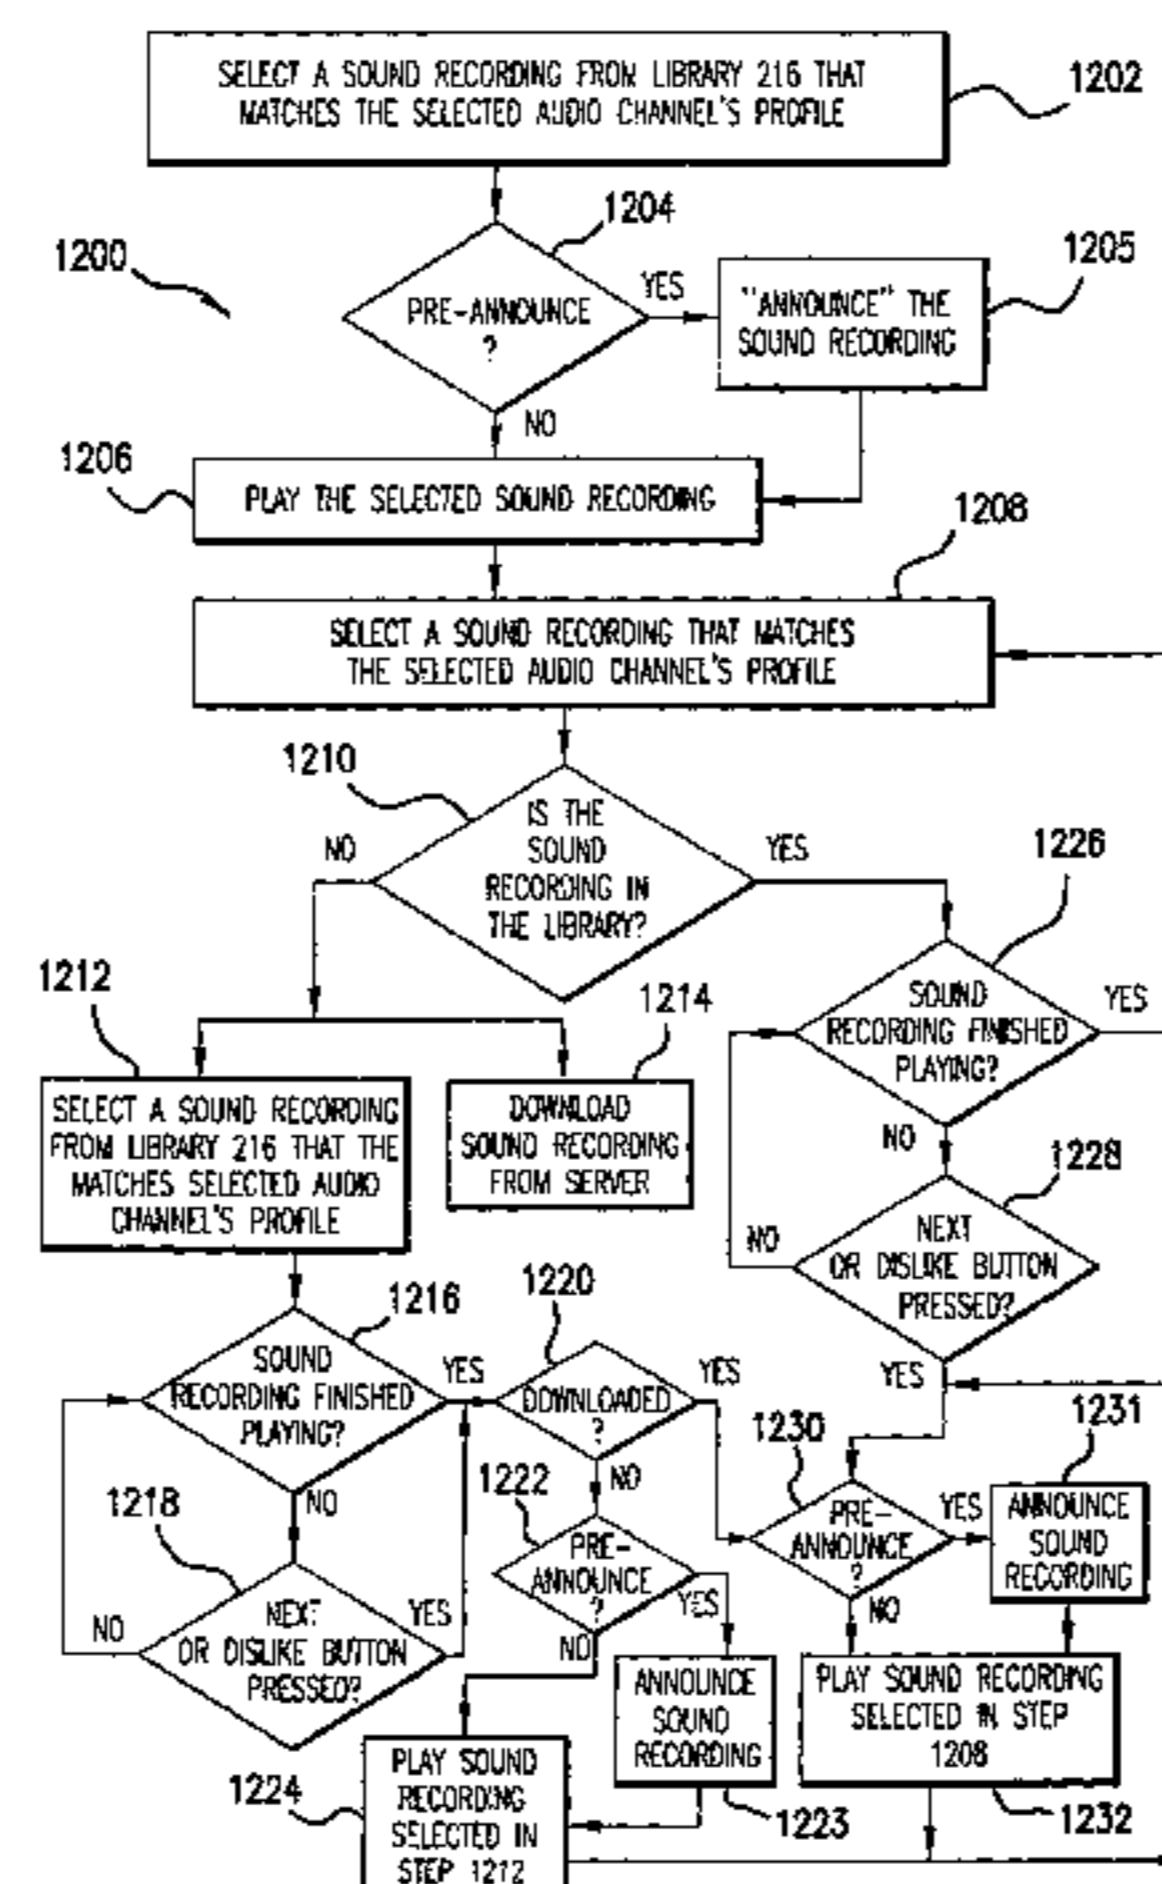 SELECT A SOUND RECORDING FROM LIBRARY 216 THAT
MATCHES THE SELECTED AUDIO CHANNEL'S PROFILE
1202
1204
1200
PRE-ANNOUNCE
?
YES
1205
"ANNOUNCE" THE
SOUND RECORDING
NO
1206
PLAY THE SELECTED SOUND RECORDING
1208
SELECT A SOUND RECORDING THAT MATCHES
THE SELECTED AUDIO CHANNEL'S PROFILE
1210
IS THE
SOUND
RECORDING IN
THE LIBRARY?
NO
YES
1226
SOUND
RECORDING FINISHED
PLAYING?
YES
NO
1212
1214
SELECT A SOUND RECORDING
FROM LIBRARY 216 THAT THE
MATCHES SELECTED AUDIO
CHANNEL'S PROFILE
DOWNLOAD
SOUND RECORDING
FROM SERVER
1228
NEXT
OR DISLIKE BUTTON
PRESSED?
NO
YES
1216
SOUND
RECORDING FINISHED
PLAYING?
YES
NO
1220
DOWNLOADED
?
YES
NO
1218
NEXT
OR DISLIKE BUTTON
PRESSED?
NO
YES
1222
PRE-
ANNOUNCE
?
YES
NO
1230
PRE-
ANNOUNCE
?
YES
NO
1231
ANNOUNCE
SOUND
RECORDING
ANNOUNCE
SOUND
RECORDING
1223
PLAY SOUND RECORDING
SELECTED IN STEP
1208
1232
1224
PLAY SOUND
RECORDING
SELECTED IN
STEP 1212